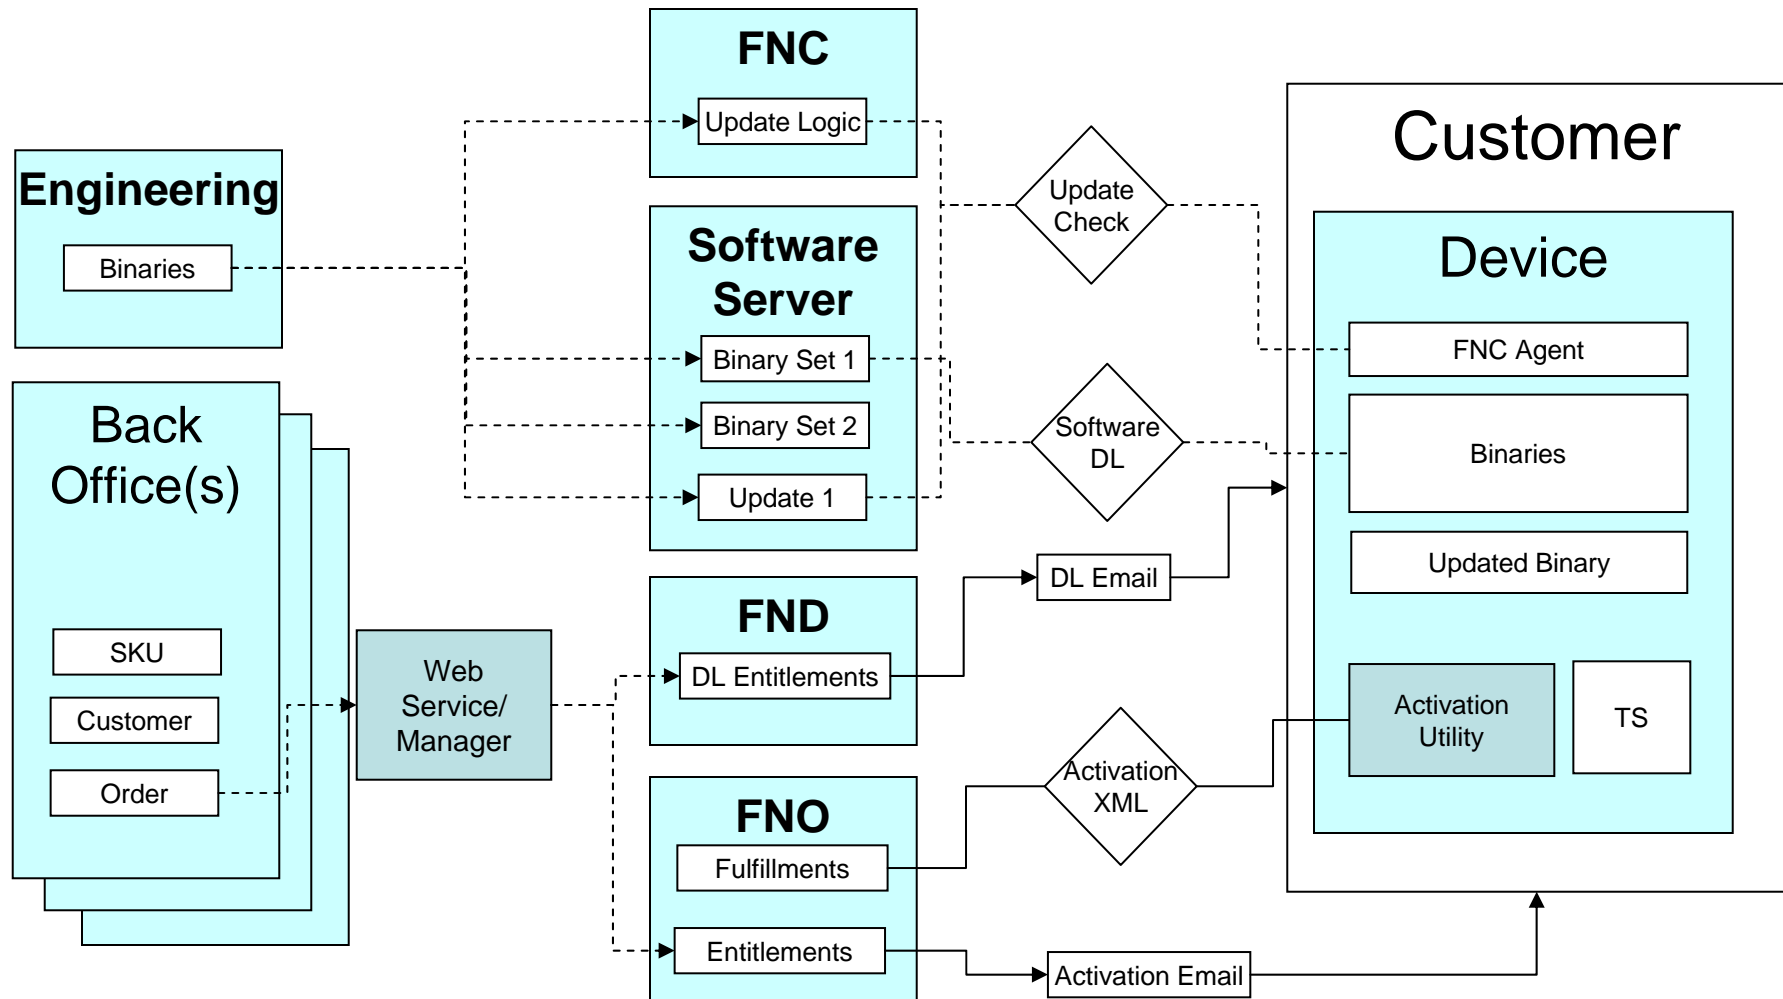 FNC
Update Logic
Engineering
Binaries
Software
Server
Binary Set 1
Binary Set 2
Update 1
Back
Office(s)
SKU
Customer
Order
Web
Service/
Manager
FND
DL Entitlements
FNO
Fulfillments
Entitlements
Update
Check
Software
DL
DL Email
Activation
XML
Activation Email
Customer
Device
FNC Agent
Binaries
Updated Binary
Activation
Utility
TS